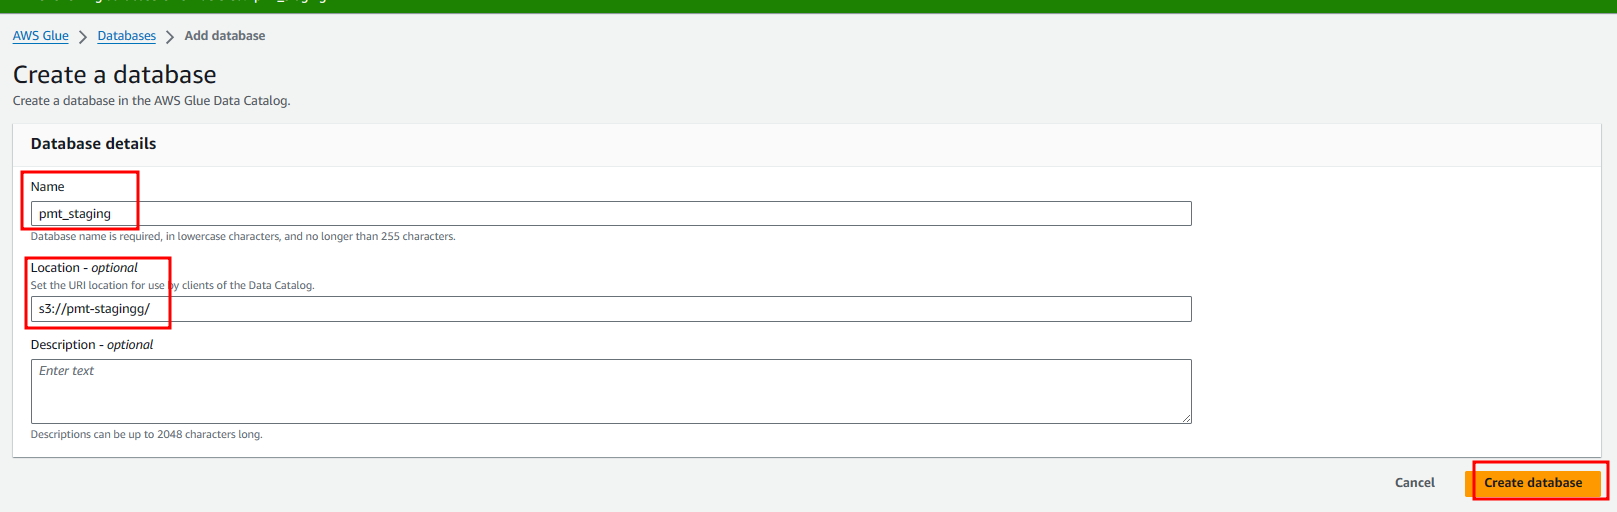 AWS Glue > Databases > Add database
Create a database
Create a database in the AWS Glue Data Catalog.
Database details
Name
pmt_staging
Database name is required, in lowercase characters, and no longer than 255 characters.
Location - optional
Set the URI location for use by clients of the Data Catalog.
s3://pmt-stagingg/
Description - optional
Enter text
Descriptions can be up to 2048 characters long.
Cancel Create database